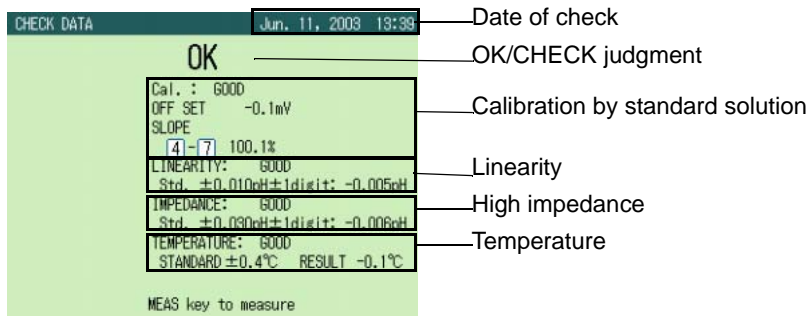 CHECK DATA Jun. 11, 2003 13:39 Date of check
OK OK/CHECK judgment
Cal. : GOOD
OFF SET -0.1mV Calibration by standard solution
SLOPE
4 - 7 100.1%
LINEARITY: GOOD Linearity
Std. ±0.010pH±1digit: -0.005pH
IMPEDANCE: GOOD High impedance
Std. ±0.030pH±1digit: -0.006pH
TEMPERATURE: GOOD Temperature
STANDARD ±0.4℃ RESULT -0.1℃
MEAS key to measure